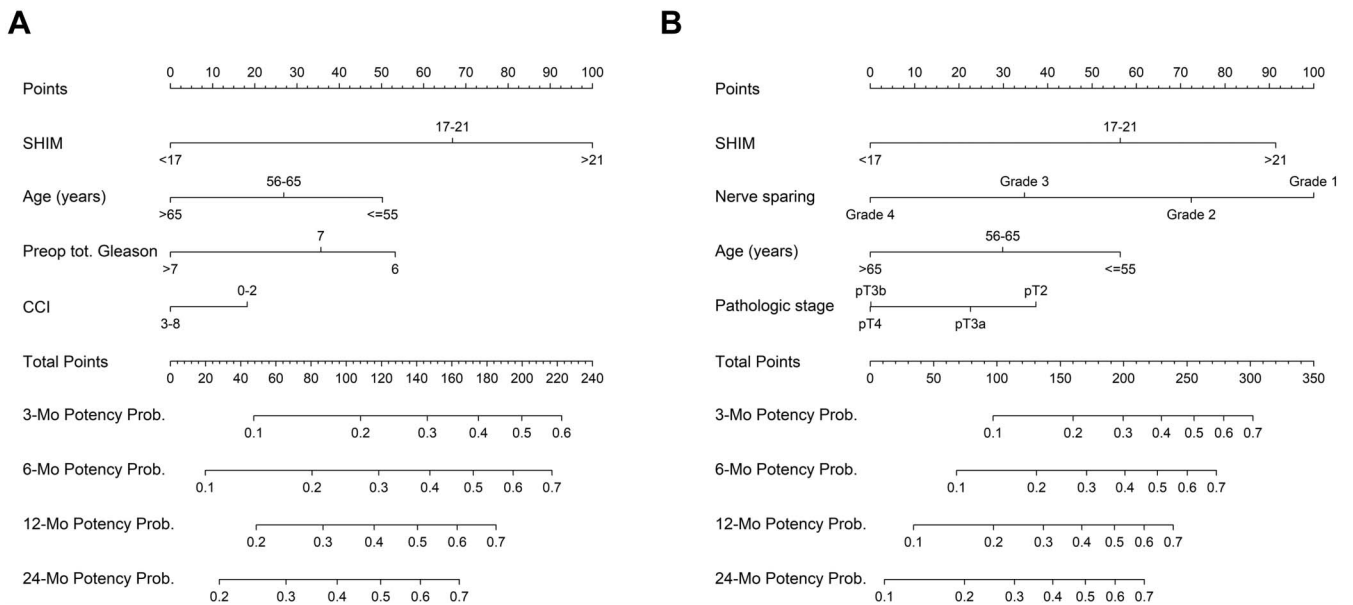 A
0 10 20 30 40 50 60 70 80 90 100
Points
17-21
SHIM
<17 >21
56-65
Age (years)
>65 <=55
7
Preop tot. Gleason
>7 6
0-2
CCI
3-8
Total Points
0 20 40 60 80 100 120 140 160 180 200 220 240
3-Mo Potency Prob.
0.1 0.2 0.3 0.4 0.5 0.6
6-Mo Potency Prob.
0.1 0.2 0.3 0.4 0.5 0.6 0.7
12-Mo Potency Prob.
0.2 0.3 0.4 0.5 0.6 0.7
24-Mo Potency Prob.
0.2 0.3 0.4 0.5 0.6 0.7
B
0 10 20 30 40 50 60 70 80 90 100
Points
17-21
SHIM
<17 >21
Grade 3 Grade 1
Nerve sparing
Grade 4 Grade 2
56-65
Age (years)
>65 <=55
pT3b pT2
Pathologic stage
pT4 pT3a
Total Points
0 50 100 150 200 250 300 350
3-Mo Potency Prob.
0.1 0.2 0.3 0.4 0.5 0.6 0.7
6-Mo Potency Prob.
0.1 0.2 0.3 0.4 0.5 0.6 0.7
12-Mo Potency Prob.
0.1 0.2 0.3 0.4 0.5 0.6 0.7
24-Mo Potency Prob.
0.1 0.2 0.3 0.4 0.5 0.6 0.7